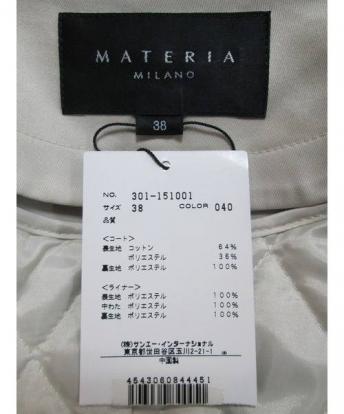 MATERIA
MILANO
38
NO. 301-151001
SIZE 38 COLOR 040
品質
<コート>
表生地 コットン 64%
ポリエステル 36%
裏生地 ポリエステル 100%
<ライナー>
表生地 ポリエステル 100%
中わた ポリエステル 100%
裏生地 ポリエステル 100%
(株)サンエー・インターナショナル
東京都世田谷区玉川2-21-1
中国製
4543060844451